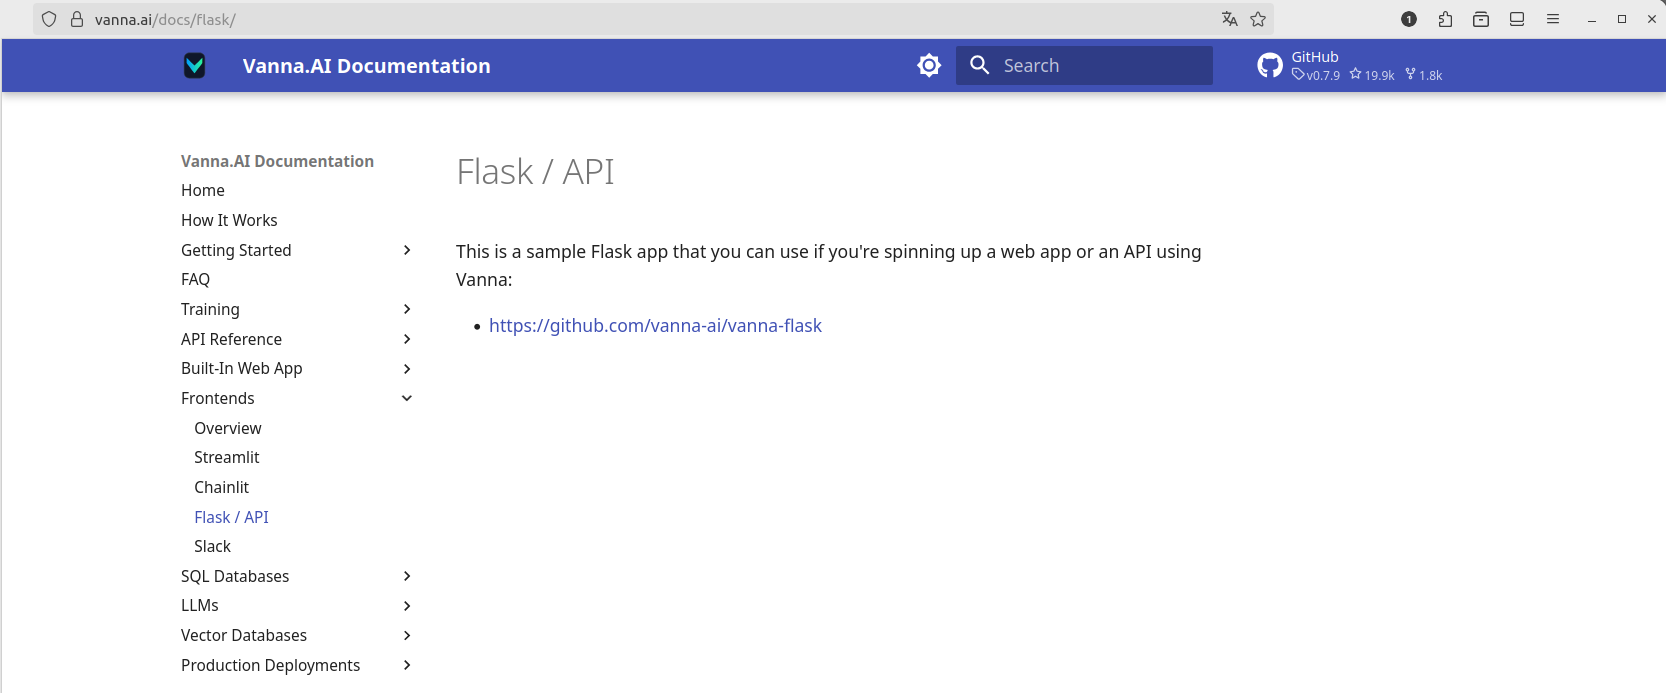 vanna.ai/docs/flask/
1
Vanna.AI Documentation
Search
GitHub
v0.7.9 19.9k 1.8k
Vanna.AI Documentation
Home
How It Works
Getting Started
FAQ
Training
API Reference
Built-In Web App
Frontends
Overview
Streamlit
Chainlit
Flask / API
Slack
SQL Databases
LLMs
Vector Databases
Production Deployments
Flask / API
This is a sample Flask app that you can use if you're spinning up a web app or an API using
Vanna:
• https://github.com/vanna-ai/vanna-flask